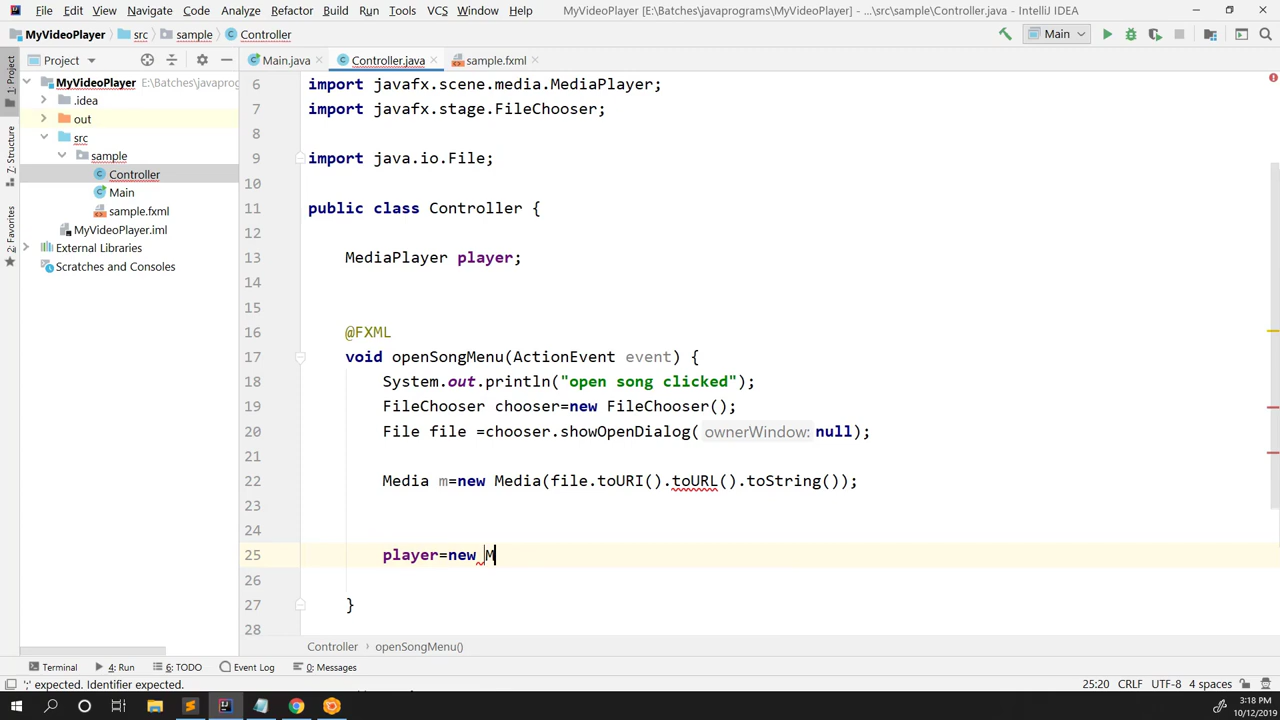 File Edit View Navigate Code Analyze Refactor Build Run Tools VCS Window Help MyVideoPlayer [E:\Batches\javaprograms\MyVideoPlayer] - ...\src\sample\Controller.java - IntelliJ IDEA
MyVideoPlayer src sample Controller Main
1: Project
Z: Structure
2: Favorites
Project
MyVideoPlayer E:\Batches\javaprog
.idea
out
src
sample
Controller
Main
sample.fxml
MyVideoPlayer.iml
External Libraries
Scratches and Consoles
Main.java Controller.java sample.fxml
6 import javafx.scene.media.MediaPlayer;
7 import javafx.stage.FileChooser;
8
9 import java.io.File;
10
11 public class Controller {
12
13 MediaPlayer player;
14
15
16 @FXML
17 void openSongMenu(ActionEvent event) {
18 System.out.println("open song clicked");
19 FileChooser chooser=new FileChooser();
20 File file =chooser.showOpenDialog( ownerWindow: null);
21
22 Media m=new Media(file.toURI().toURL().toString());
23
24
25 player=new M
26
27 }
28
Controller › openSongMenu()
Terminal 4: Run 6: TODO Event Log 0: Messages
';' expected. Identifier expected. 25:20 CRLF UTF-8 4 spaces
3:18 PM
10/12/2019